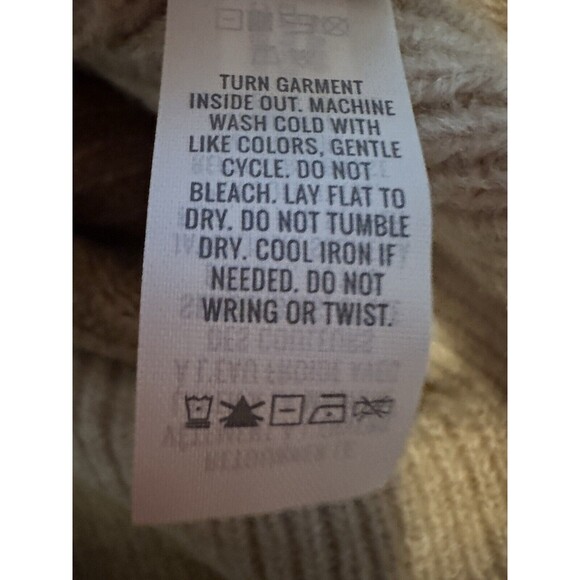 TURN GARMENT
INSIDE OUT. MACHINE
WASH COLD WITH
LIKE COLORS, GENTLE
CYCLE. DO NOT
BLEACH. LAY FLAT TO
DRY. DO NOT TUMBLE
DRY. COOL IRON IF
NEEDED. DO NOT
WRING OR TWIST.